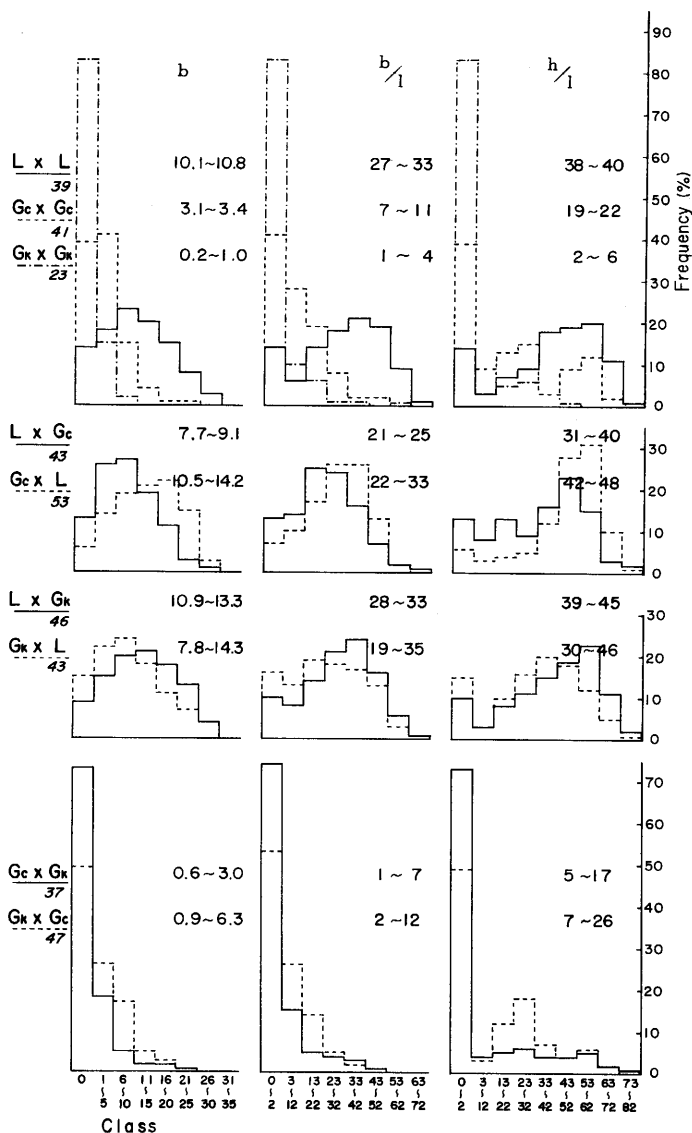 b b/l h/l
90
80
70
60
50
40
30
20
10
0
Frequency (%)
L x L 10.1~10.8 27~33 38~40
39
Gc x Gc 3.1~3.4 7~11 19~22
41
Gk x Gk 0.2~1.0 1~4 2~6
23
L x Gc 7.7~9.1 21~25 31~40
43
Gc x L 10.5~14.2 22~33 42~48
53
30
20
10
0
L x Gk 10.9~13.3 28~33 39~45
46
Gk x L 7.8~14.3 19~35 30~46
43
30
20
10
0
Gc x Gk 0.6~3.0 1~7 5~17
37
Gk x Gc 0.9~6.3 2~12 7~26
47
70
60
50
40
30
20
10
0
0 1~5 6~10 11~15 16~20 21~25 26~30 31~35
0~2 3~12 13~22 23~32 33~42 43~52 53~62 63~72
0~2 3~12 13~22 23~32 33~42 43~52 53~62 63~72 73~82
Class